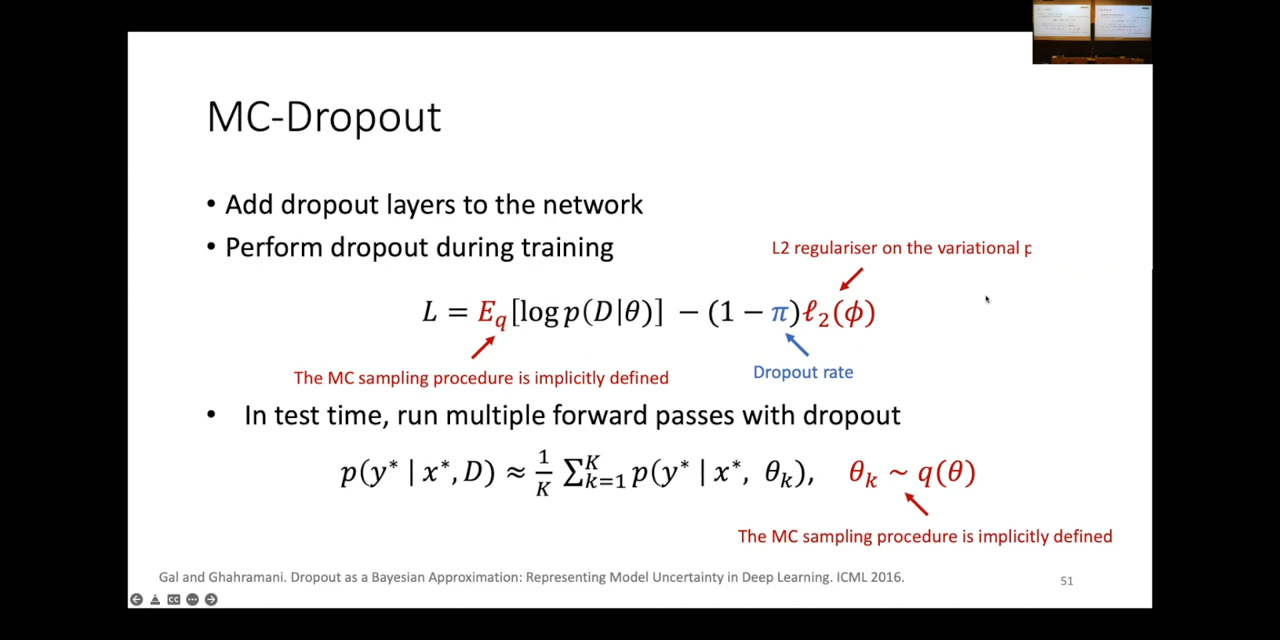 MC-Dropout
• Add dropout layers to the network
• Perform dropout during training
L2 regulariser on the variational p
L = E_q[log p(D|θ)] − (1 − π)ℓ₂(ϕ)
The MC sampling procedure is implicitly defined
Dropout rate
• In test time, run multiple forward passes with dropout
p(y* | x*, D) ≈ 1/K ∑_{k=1}^{K} p(y* | x*, θ_k), θ_k ~ q(θ)
The MC sampling procedure is implicitly defined
Gal and Ghahramani. Dropout as a Bayesian Approximation: Representing Model Uncertainty in Deep Learning. ICML 2016.
51
CC